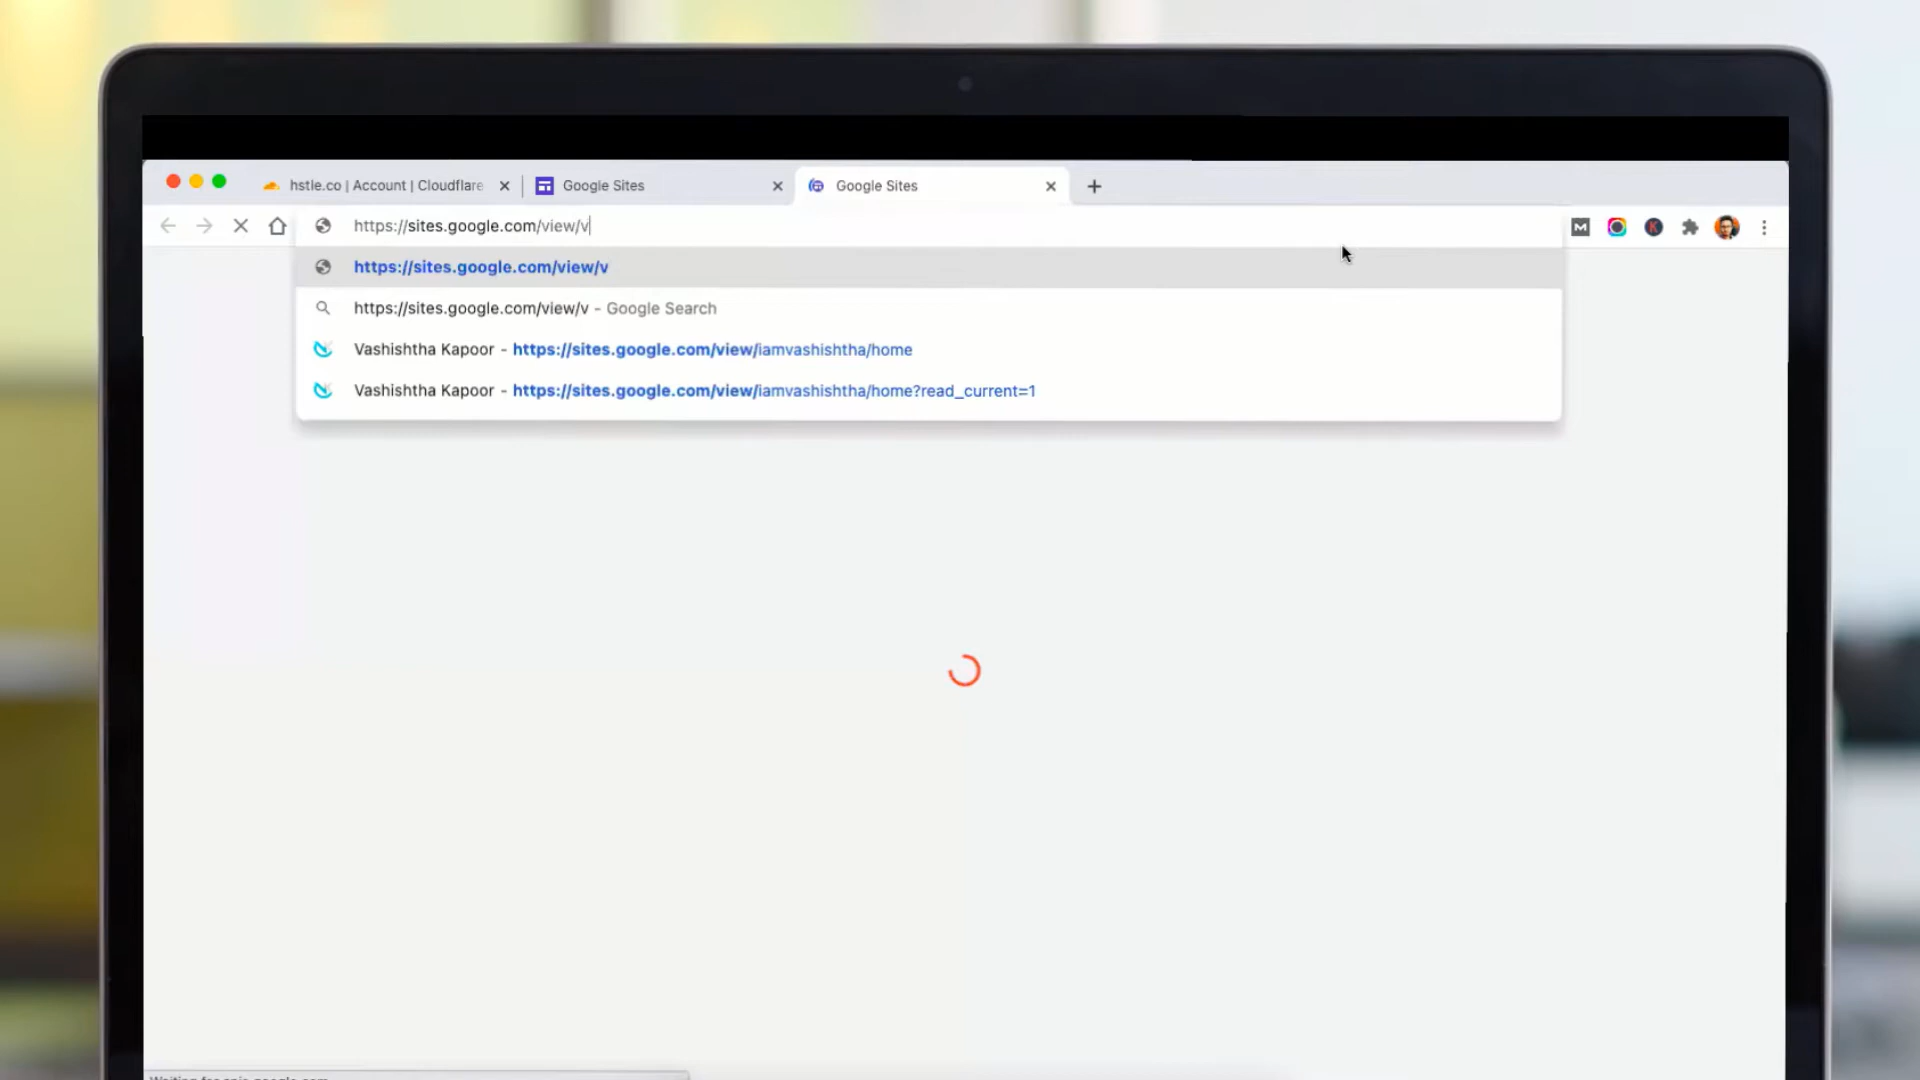 hstle.co | Account | Cloudflare
Google Sites
Google Sites
https://sites.google.com/view/v
https://sites.google.com/view/v
https://sites.google.com/view/v - Google Search
Vashishtha Kapoor - https://sites.google.com/view/iamvashishtha/home
Vashishtha Kapoor - https://sites.google.com/view/iamvashishtha/home?read_current=1
M
K